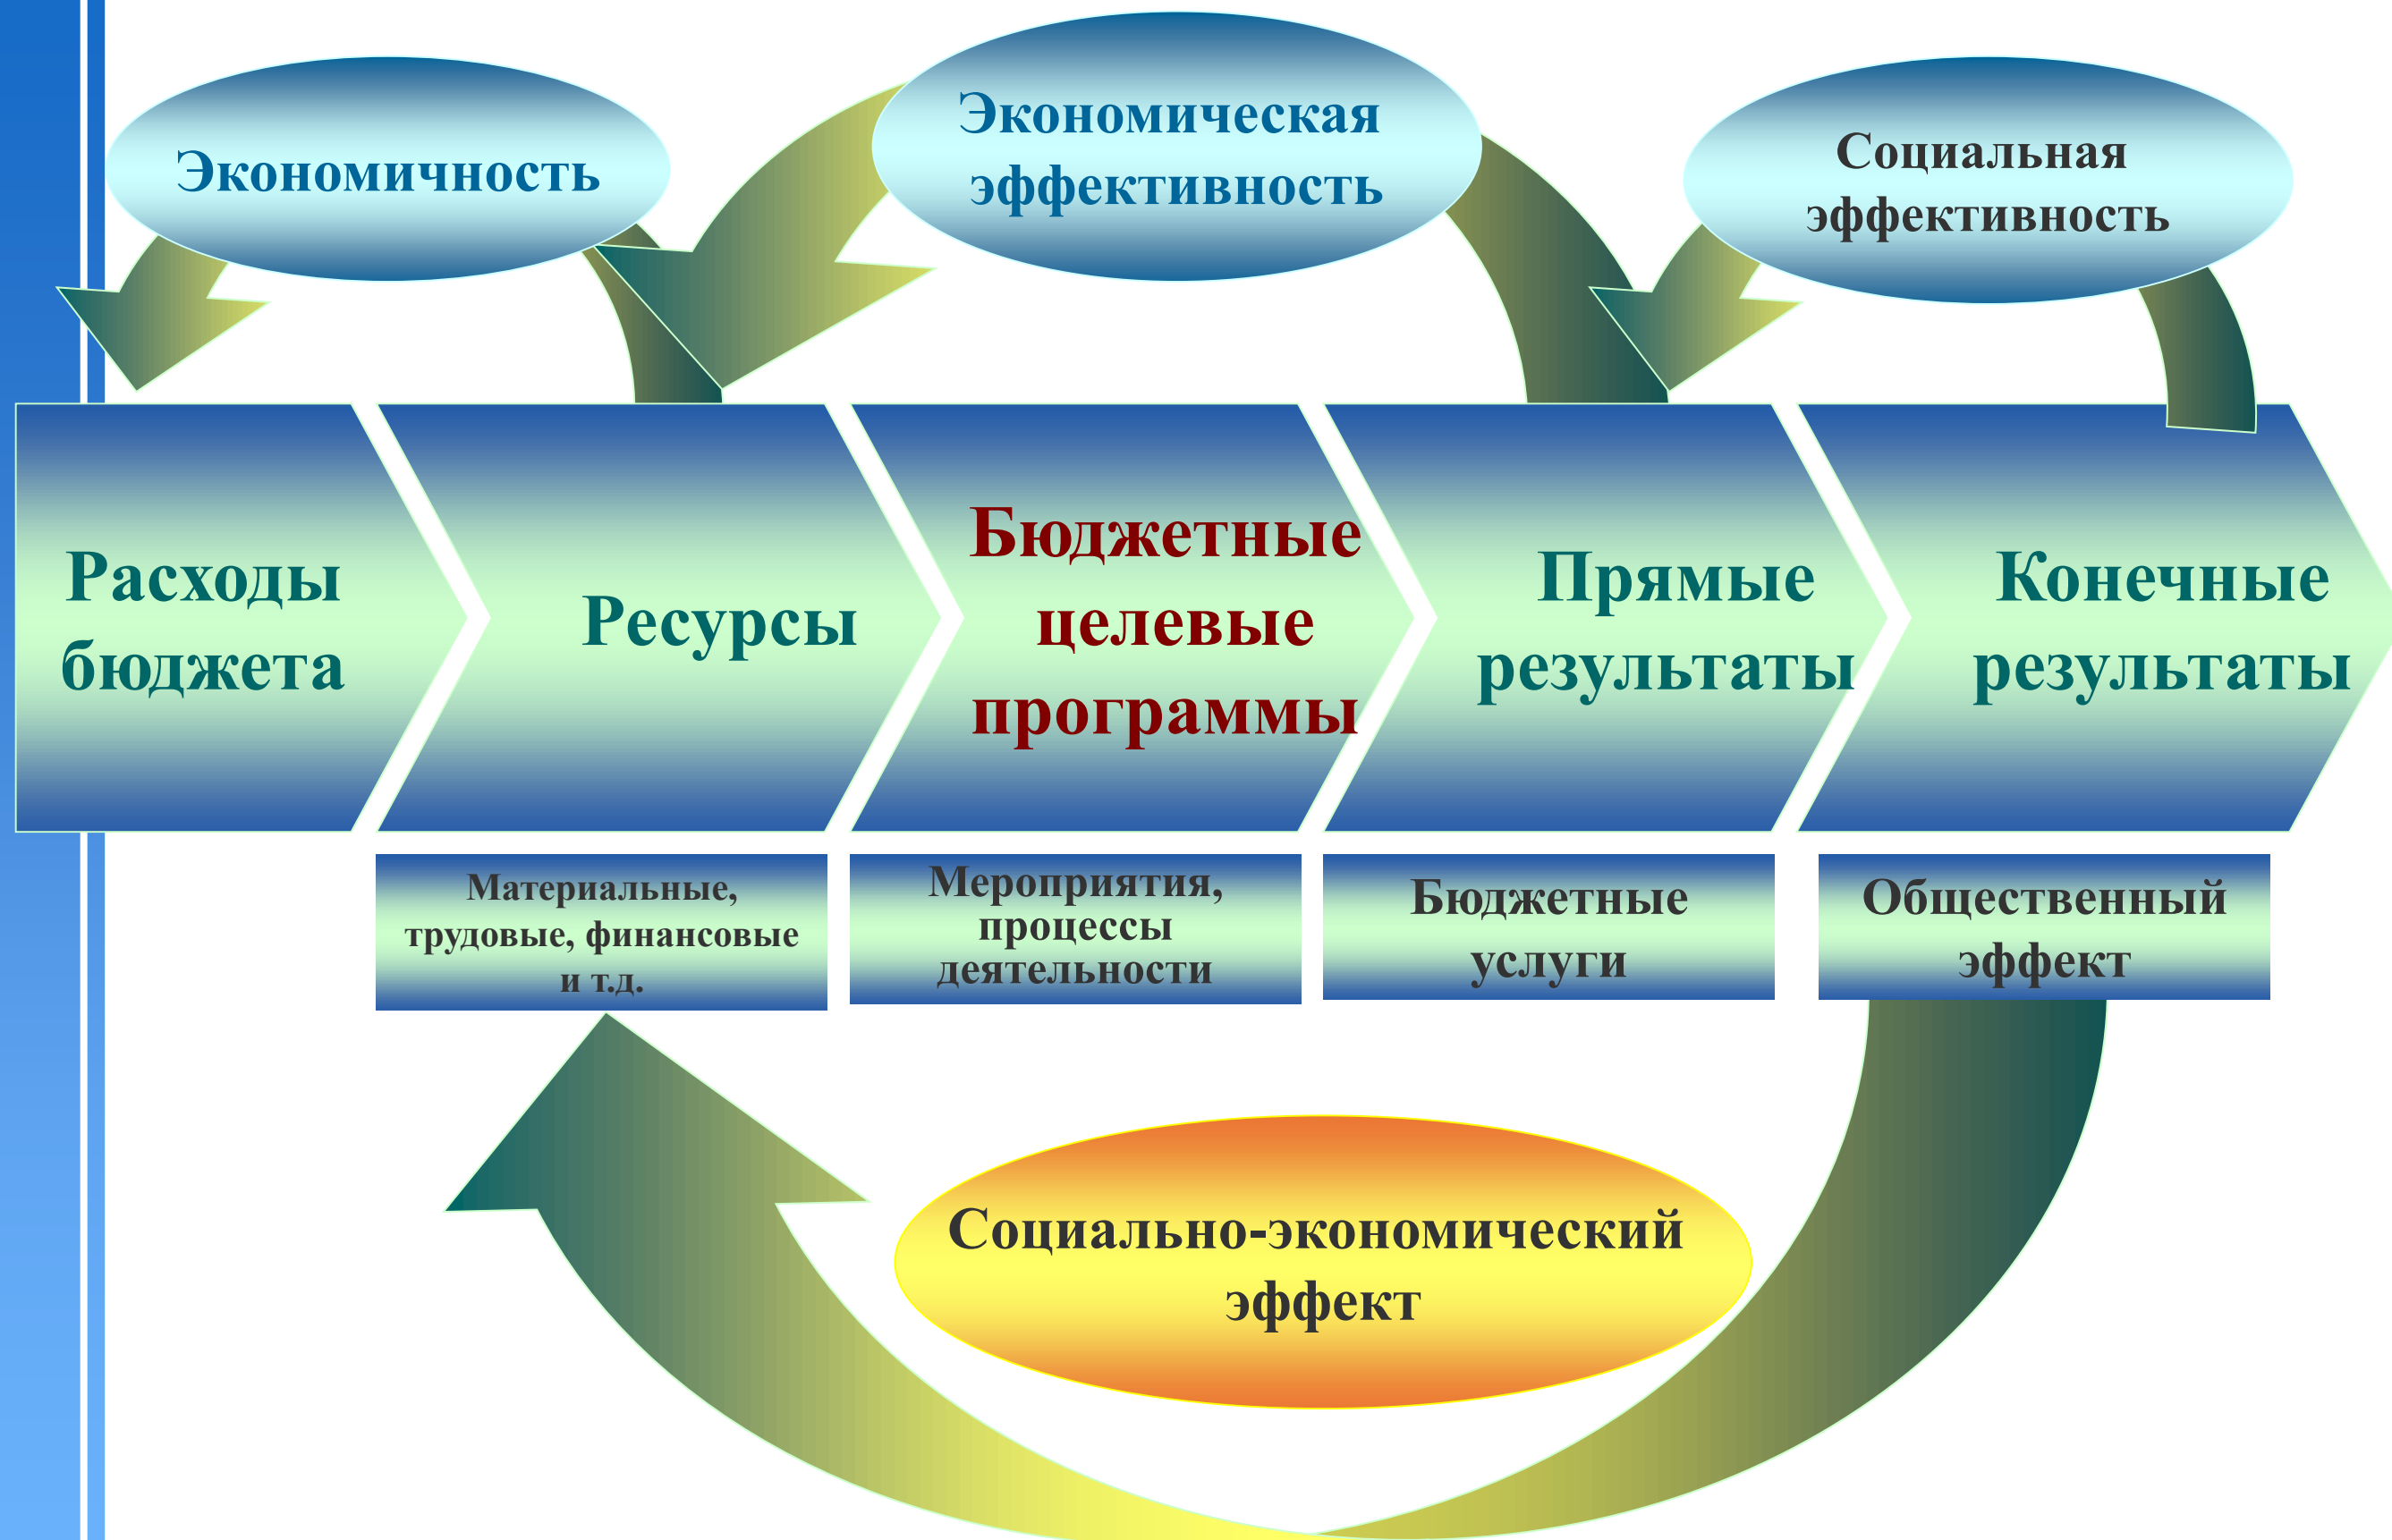 Экономичность
Экономическая
эффективность
Социальная
эффективность
Расходы
бюджета
Ресурсы
Бюджетные
целевые
программы
Прямые
результаты
Конечные
результаты
Материальные,
трудовые, финансовые
и т.д.
Мероприятия,
процессы
деятельности
Бюджетные
услуги
Общественный
эффект
Социально-экономический
эффект